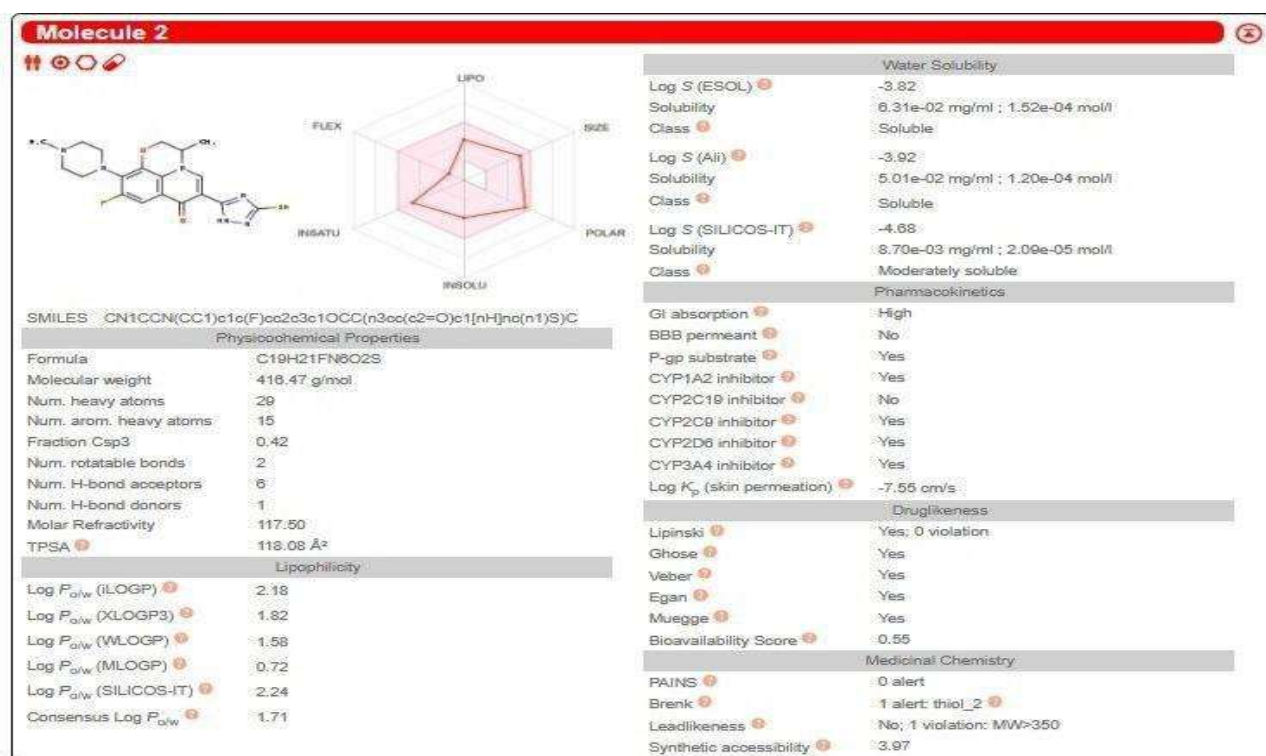 Molecule 2
LIPO
FLEX
SIZE
INSATU
POLAR
INSOLU
SMILES CN1CCN(CC1)c1c(F)cc2c3c1OCC(n3cc(c2=O)c1[nH]nc(n1)S)C
Physicochemical Properties
Formula C19H21FN6O2S
Molecular weight 416.47 g/mol
Num. heavy atoms 29
Num. arom. heavy atoms 15
Fraction Csp3 0.42
Num. rotatable bonds 2
Num. H-bond acceptors 6
Num. H-bond donors 1
Molar Refractivity 117.50
TPSA 118.08 Å²
Lipophilicity
Log Po/w (iLOGP) 2.18
Log Po/w (XLOGP3) 1.82
Log Po/w (WLOGP) 1.58
Log Po/w (MLOGP) 0.72
Log Po/w (SILICOS-IT) 2.24
Consensus Log Po/w 1.71
Water Solubility
Log S (ESOL) -3.82
Solubility 6.31e-02 mg/ml ; 1.52e-04 mol/l
Class Soluble
Log S (Ali) -3.92
Solubility 5.01e-02 mg/ml ; 1.20e-04 mol/l
Class Soluble
Log S (SILICOS-IT) -4.68
Solubility 8.70e-03 mg/ml ; 2.09e-05 mol/l
Class Moderately soluble
Pharmacokinetics
GI absorption High
BBB permeant No
P-gp substrate Yes
CYP1A2 inhibitor Yes
CYP2C19 inhibitor No
CYP2C9 inhibitor Yes
CYP2D6 inhibitor Yes
CYP3A4 inhibitor Yes
Log Kp (skin permeation) -7.55 cm/s
Druglikeness
Lipinski Yes; 0 violation
Ghose Yes
Veber Yes
Egan Yes
Muegge Yes
Bioavailability Score 0.55
Medicinal Chemistry
PAINS 0 alert
Brenk 1 alert: thiol_2
Leadlikeness No; 1 violation: MW>350
Synthetic accessibility 3.97